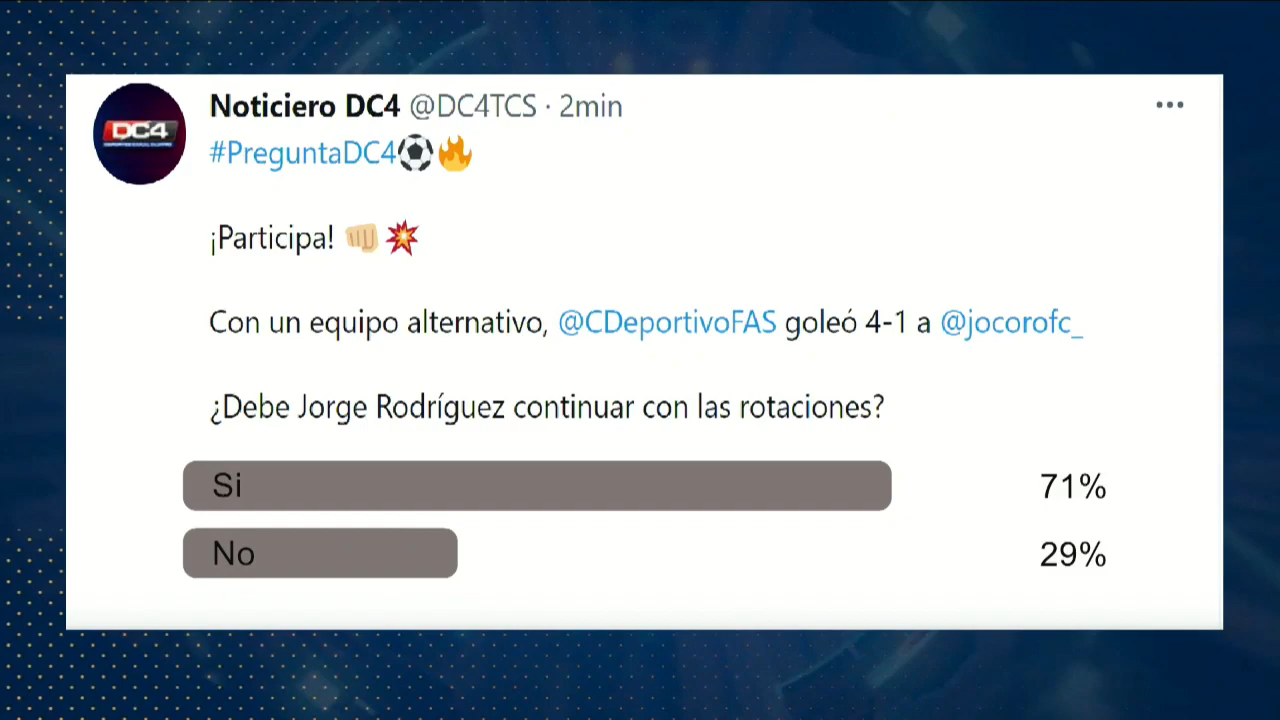 DC4
Noticiero DC4 @DC4TCS · 2min
#PreguntaDC4⚽🔥
¡Participa! 👊🏼💥
Con un equipo alternativo, @CDeportivoFAS goleó 4-1 a @jocorofc_
¿Debe Jorge Rodríguez continuar con las rotaciones?
Si 71%
No 29%